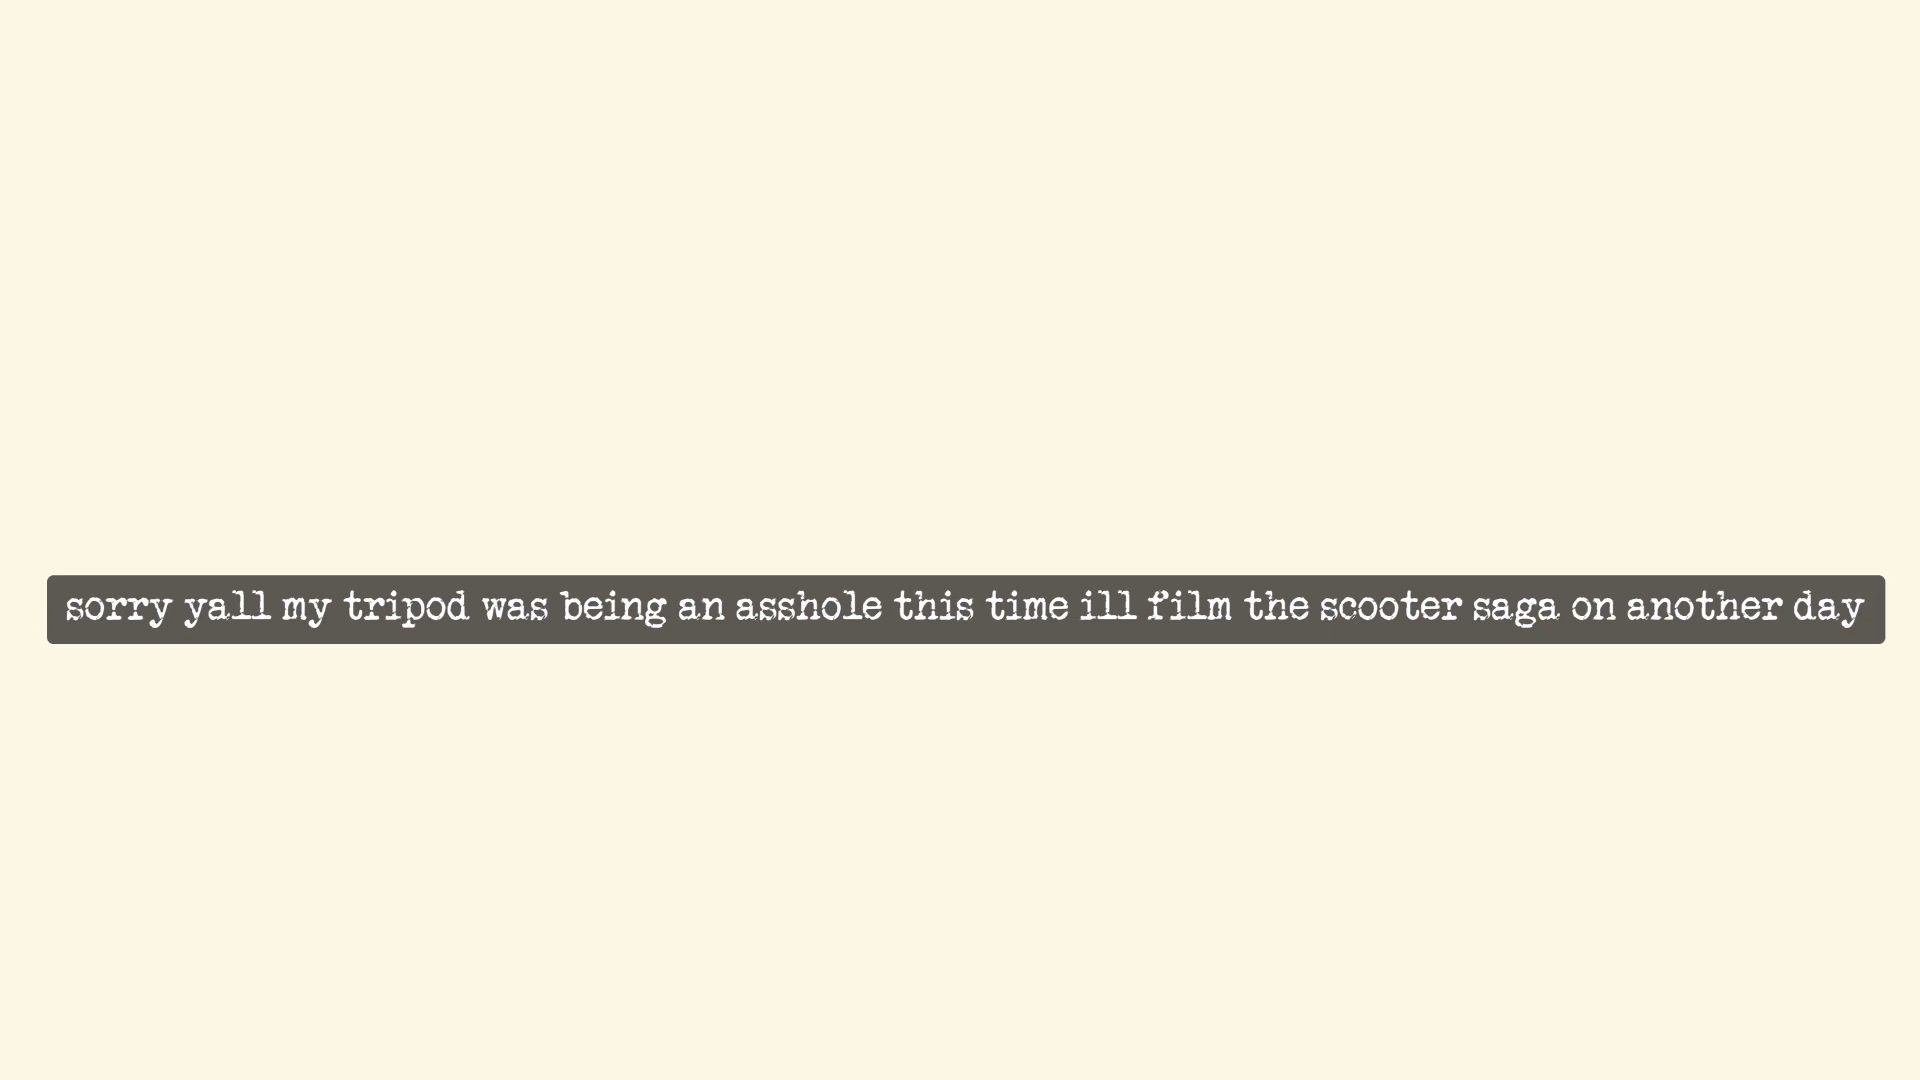 sorry yall my tripod was being an asshole this time ill film the scooter saga on another day